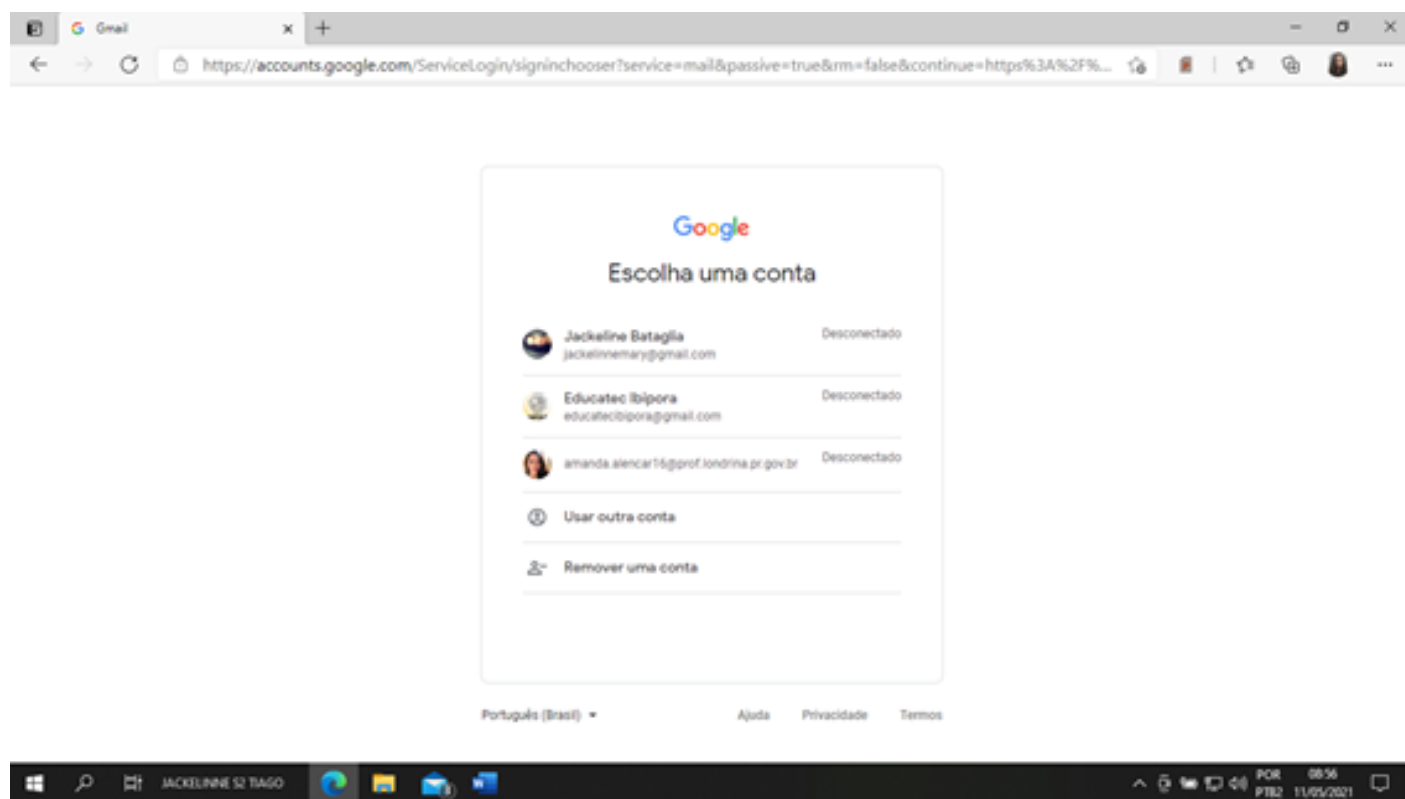 Gmail
https://accounts.google.com/ServiceLogin/signinchooser?service=mail&passive=true&rm=false&continue=https%3A%2F%...
Google
Escolha uma conta
Jackeline Bataglia
Desconectado
jackelinnemary@gmail.com
Educatec Ibipora
Desconectado
educatecibipora@gmail.com
amanda.alencar16@prof.londrina.pr.gov.br
Desconectado
Usar outra conta
Remover uma conta
Português (Brasil)
Ajuda Privacidade Termos
JACKELINNE S2 TIAGO
POR 08:56
PTB2 11/05/2021